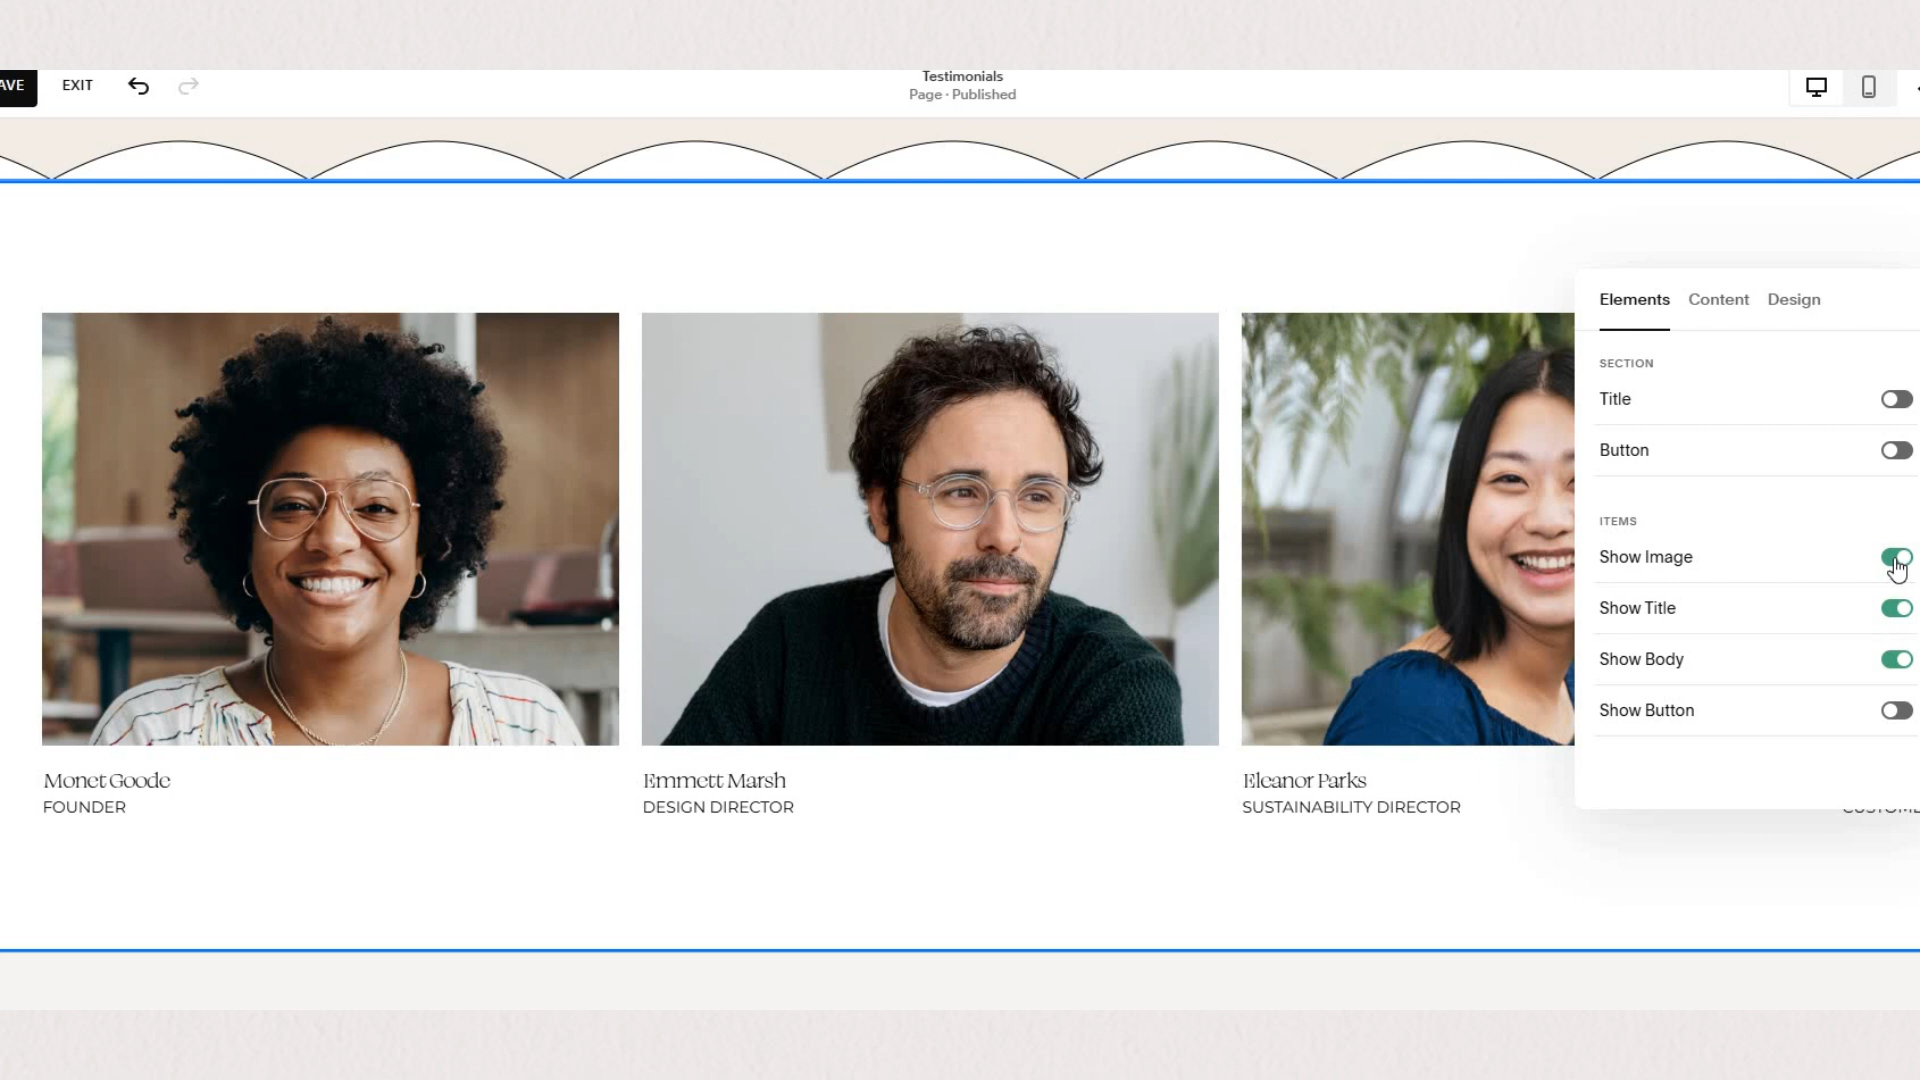 AVE
EXIT
Testimonials
Page · Published
Elements Content Design
SECTION
Title
Button
ITEMS
Show Image
Show Title
Show Body
Show Button
Monet Goode
FOUNDER
Emmett Marsh
DESIGN DIRECTOR
Eleanor Parks
SUSTAINABILITY DIRECTOR